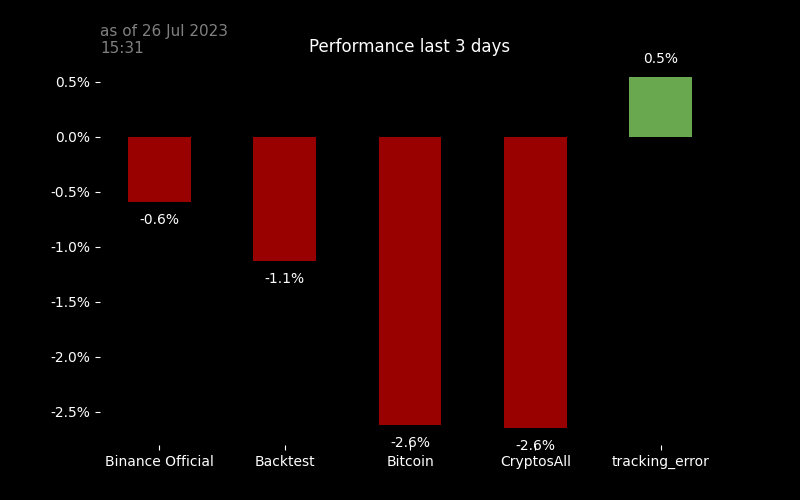 as of 26 Jul 2023
15:31
Performance last 3 days
0.5%
0.5%
0.0%
-0.5%
-0.6%
-1.0%
-1.1%
-1.5%
-2.0%
-2.5%
-2.6%
-2.6%
Binance Official
Backtest
Bitcoin
CryptosAll
tracking_error